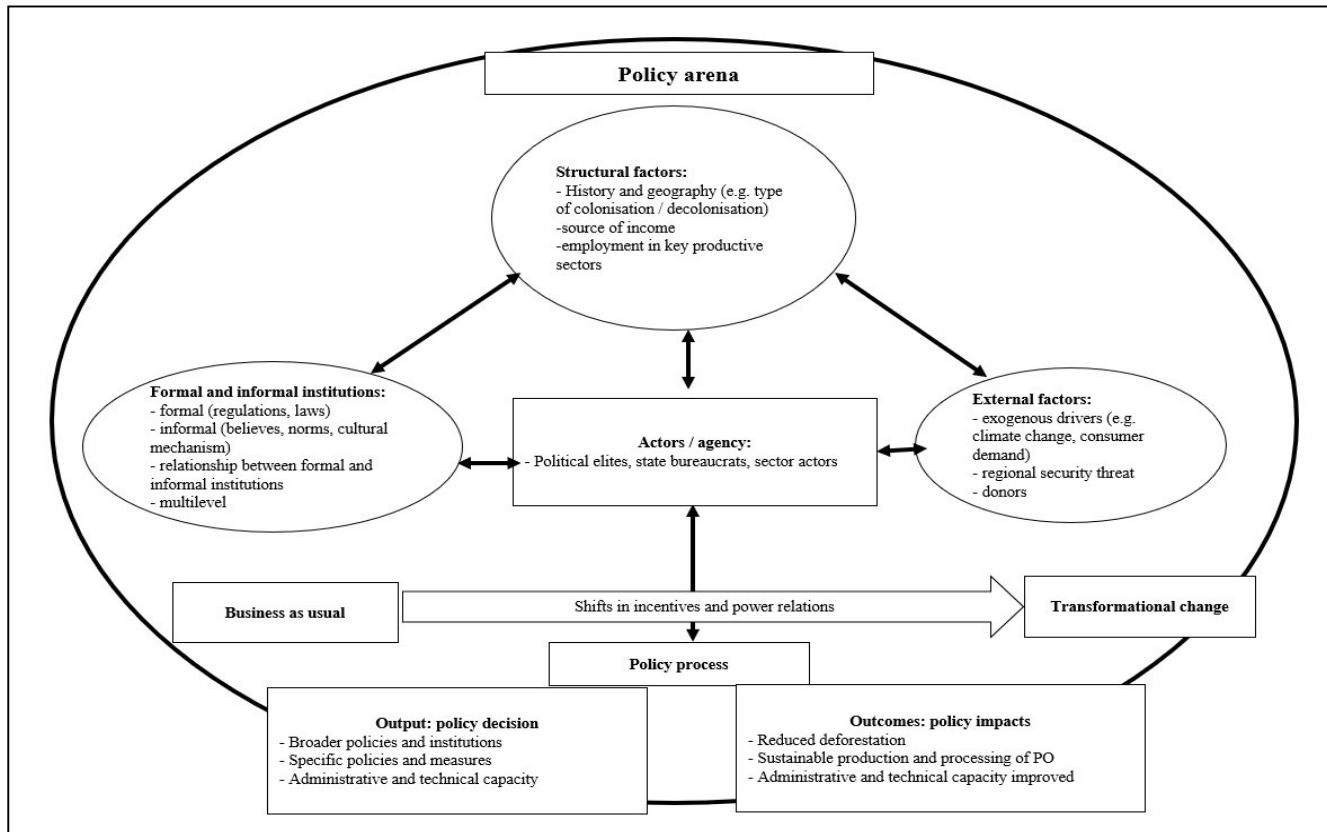 Policy arena
Structural factors:
- History and geography (e.g. type
of colonisation / decolonisation)
-source of income
-employment in key productive
sectors
Formal and informal institutions:
- formal (regulations, laws)
- informal (believes, norms, cultural
mechanism)
- relationship between formal and
informal institutions
- multilevel
Actors / agency:
- Political elites, state bureaucrats, sector actors
External factors:
- exogenous drivers (e.g.
climate change, consumer
demand)
- regional security threat
- donors
Business as usual
Shifts in incentives and power relations
Transformational change
Policy process
Output: policy decision
- Broader policies and institutions
- Specific policies and measures
- Administrative and technical capacity
Outcomes: policy impacts
- Reduced deforestation
- Sustainable production and processing of PO
- Administrative and technical capacity improved